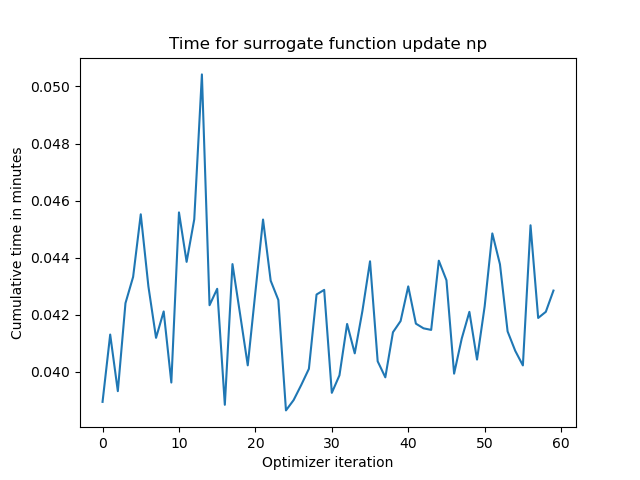 Time for surrogate function update np
Cumulative time in minutes
0.050
0.048
0.046
0.044
0.042
0.040
0 10 20 30 40 50 60
Optimizer iteration